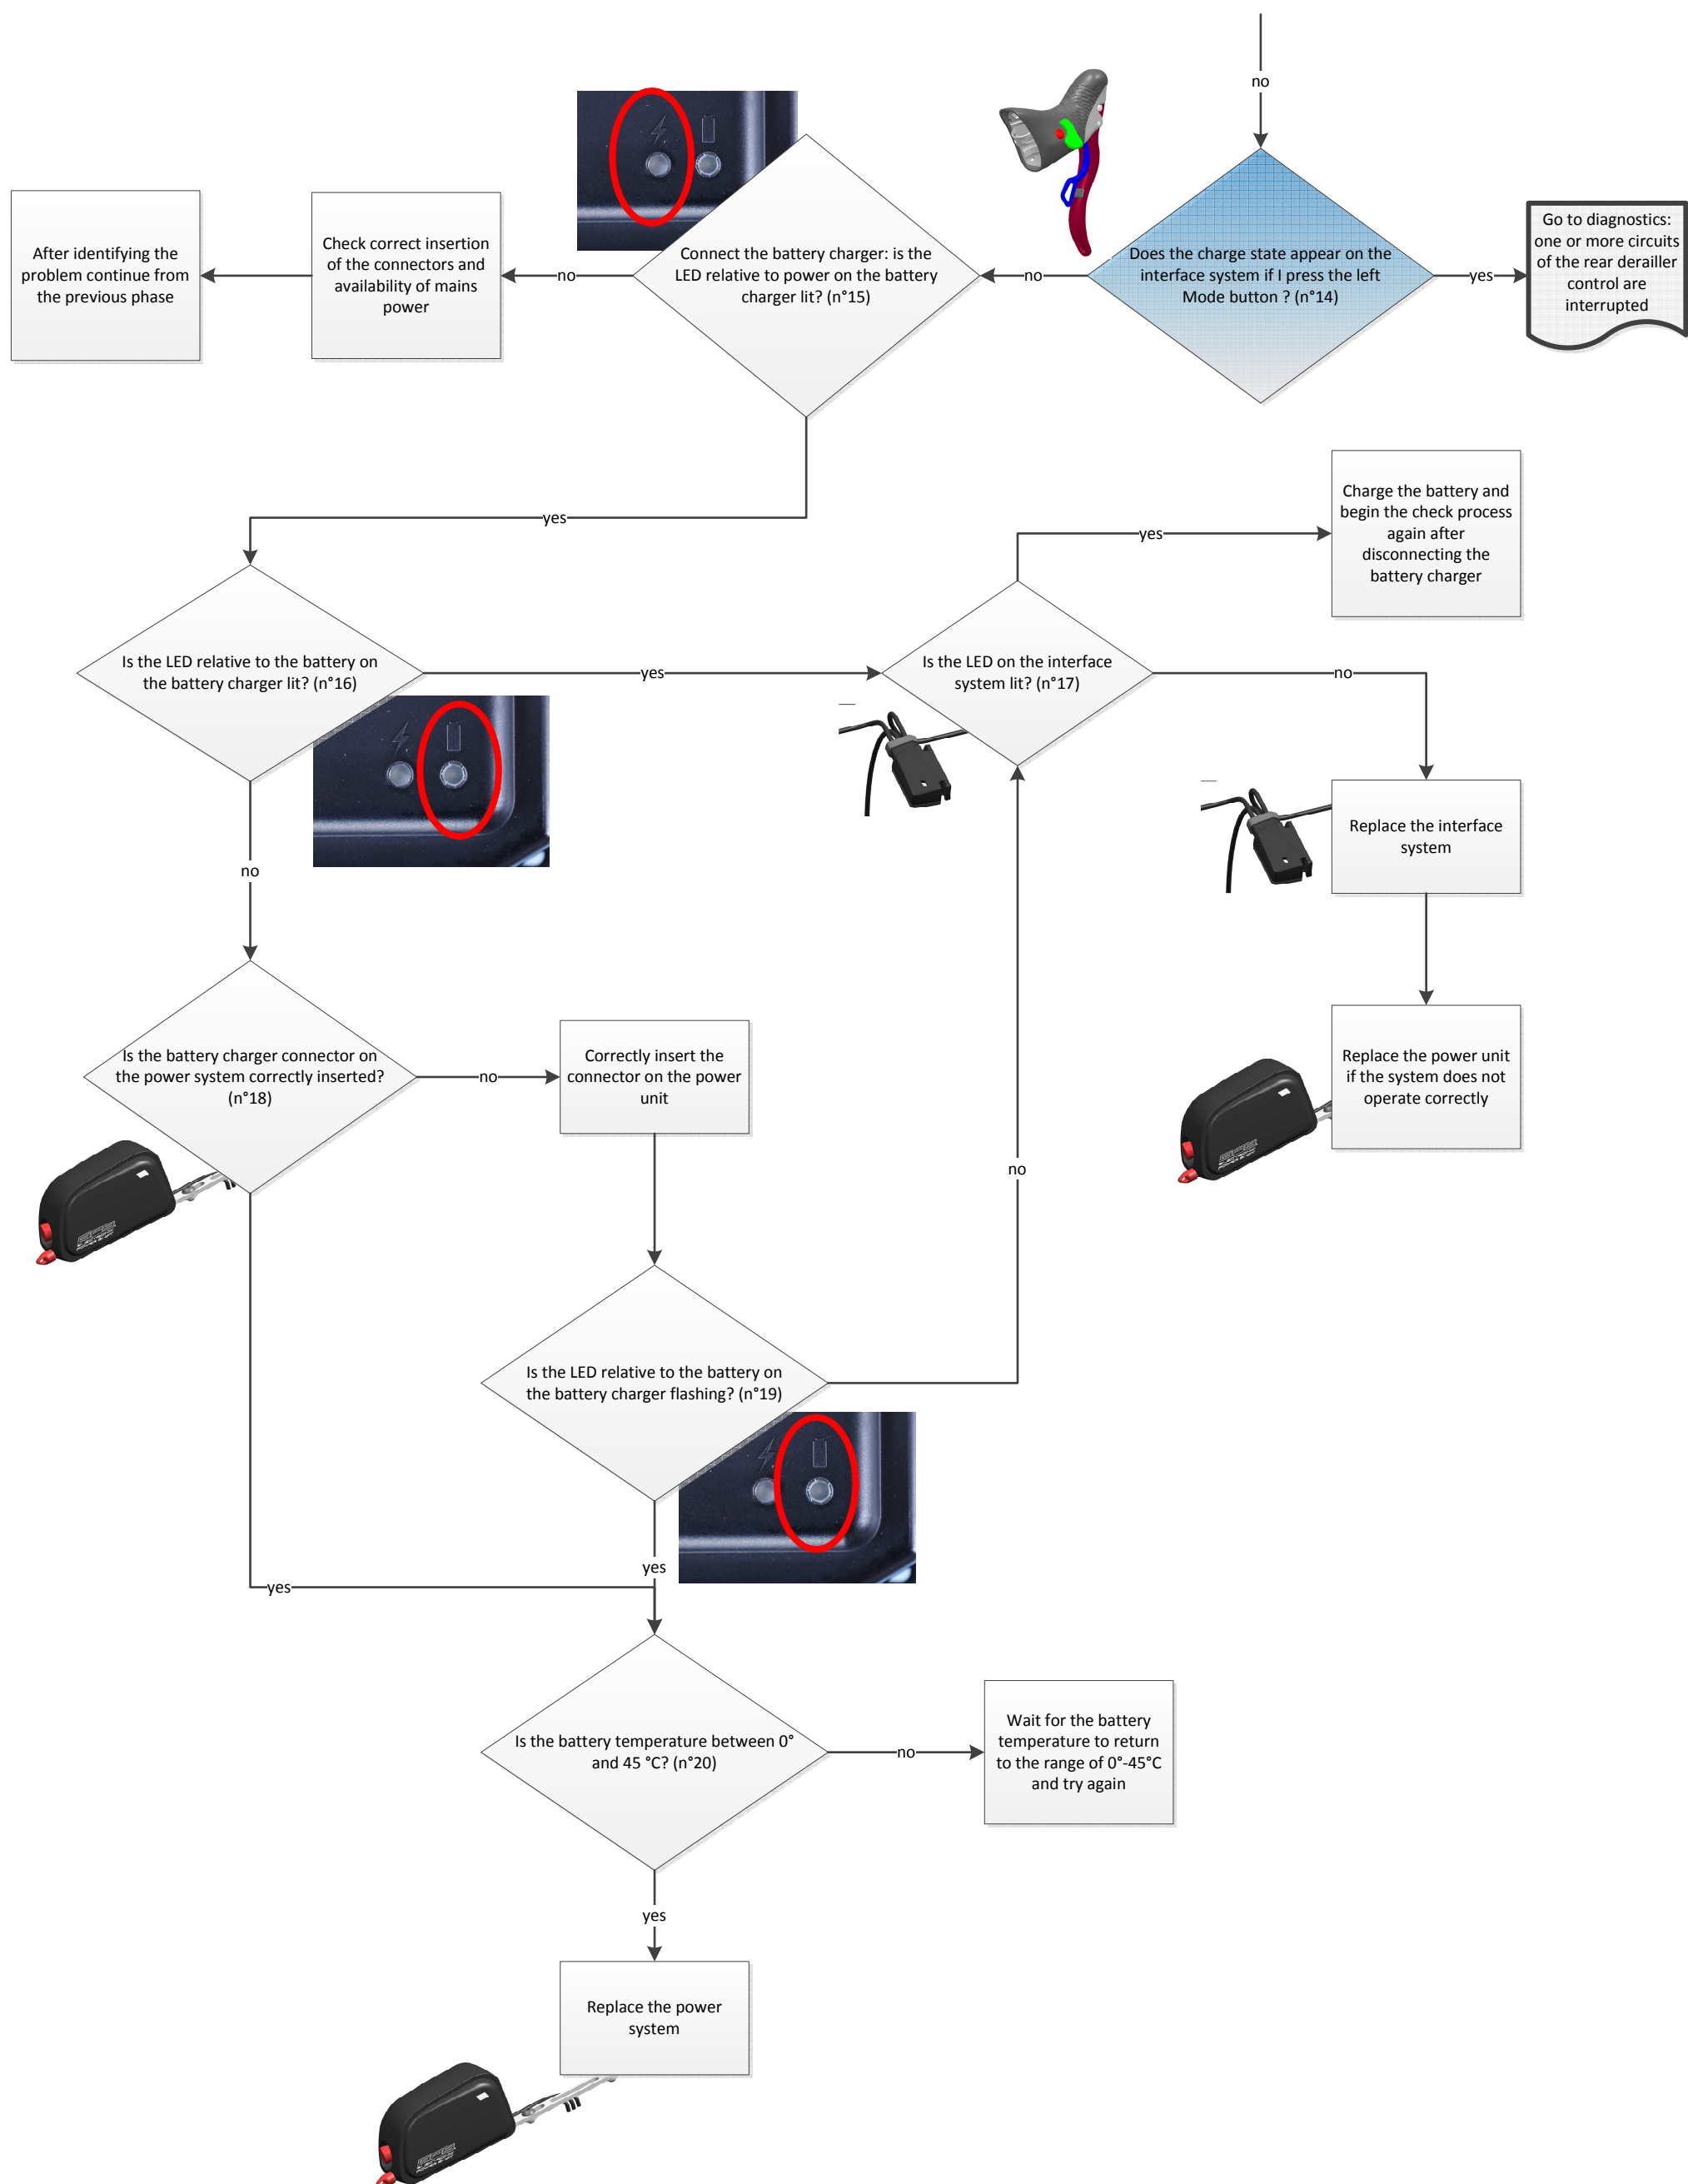 no
Does the charge state appear on the
interface system if I press the left
Mode button ? (n°14)
yes
Go to diagnostics:
one or more circuits
of the rear derailler
control are
interrupted
no
Connect the battery charger: is the
LED relative to power on the battery
charger lit? (n°15)
no
Check correct insertion
of the connectors and
availability of mains
power
After identifying the
problem continue from
the previous phase
yes
Is the LED relative to the battery on
the battery charger lit? (n°16)
yes
Is the LED on the interface
system lit? (n°17)
yes
Charge the battery and
begin the check process
again after
disconnecting the
battery charger
no
Replace the interface
system
Replace the power unit
if the system does not
operate correctly
no
Is the battery charger connector on
the power system correctly inserted?
(n°18)
no
Correctly insert the
connector on the power
unit
Is the LED relative to the battery on
the battery charger flashing? (n°19)
no
yes
yes
Is the battery temperature between 0°
and 45 °C? (n°20)
no
Wait for the battery
temperature to return
to the range of 0°-45°C
and try again
yes
Replace the power
system